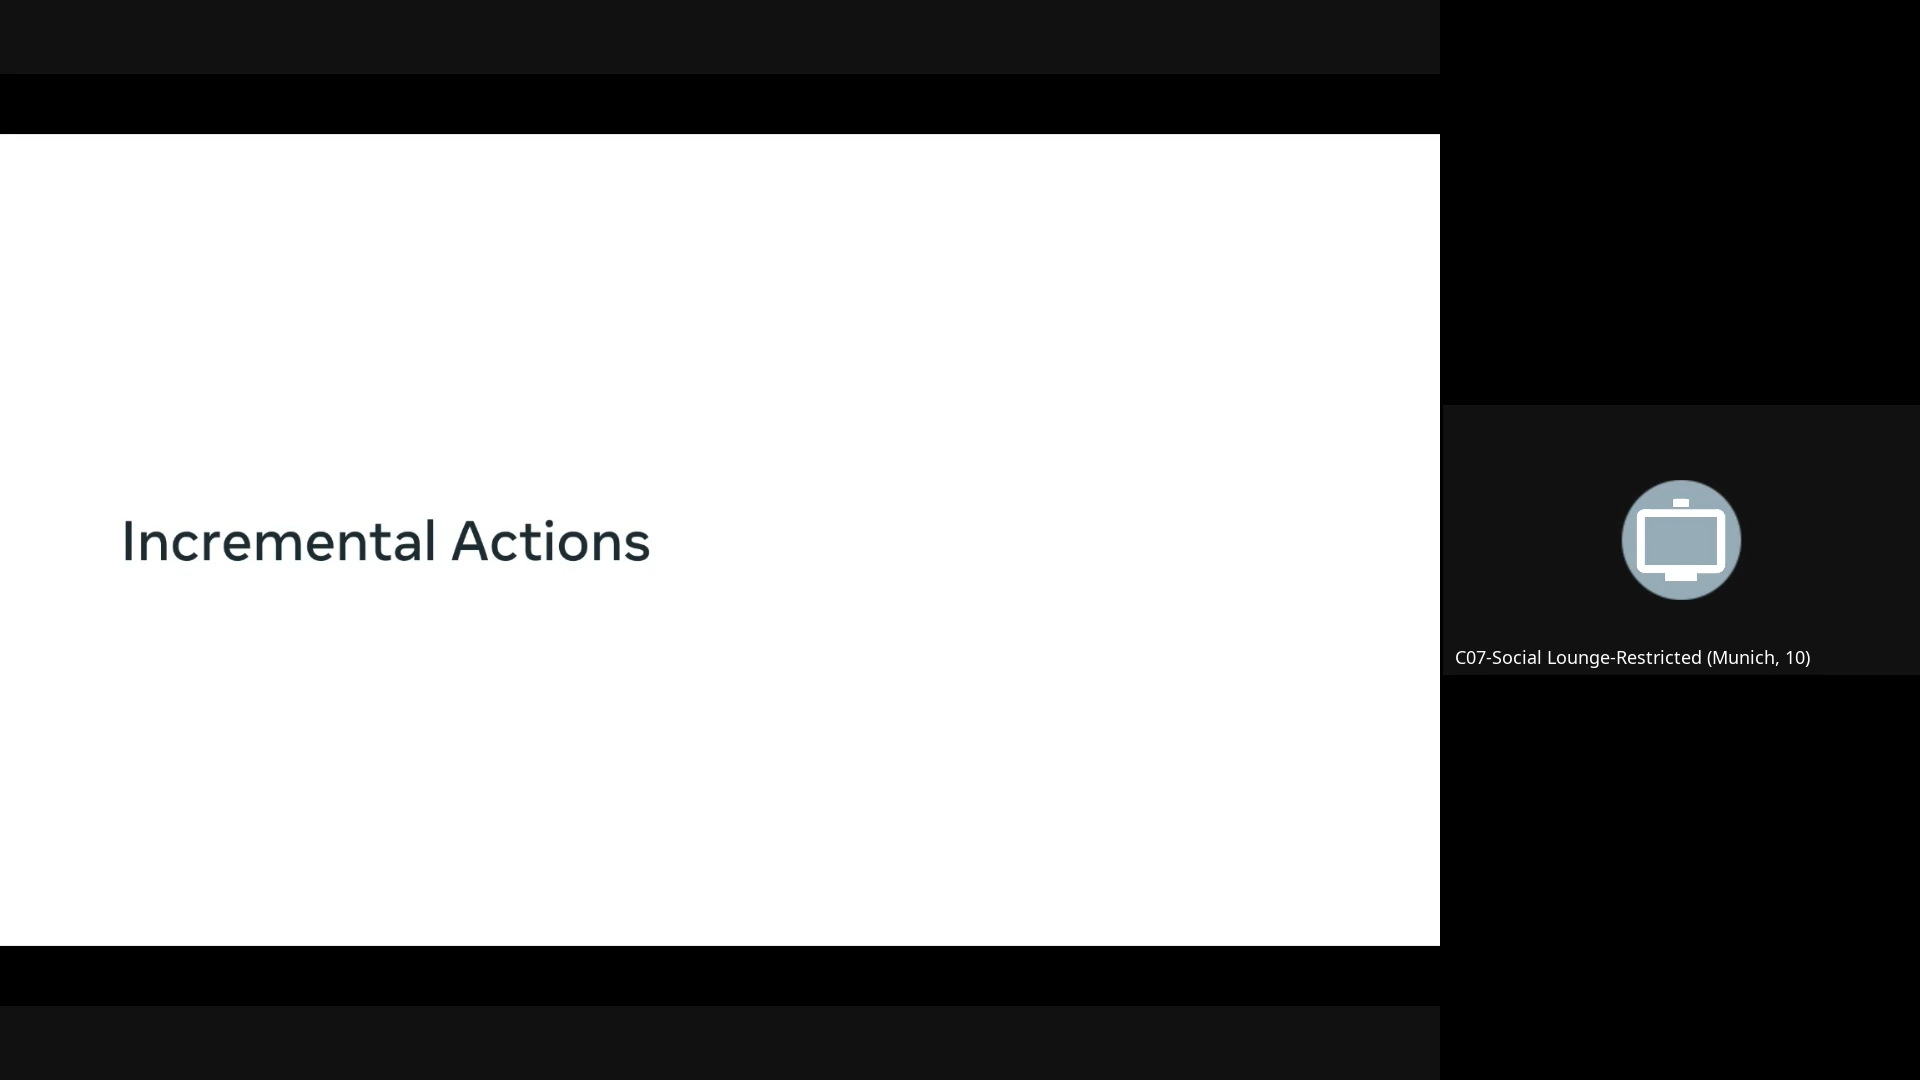 Incremental Actions
C07-Social Lounge-Restricted (Munich, 10)